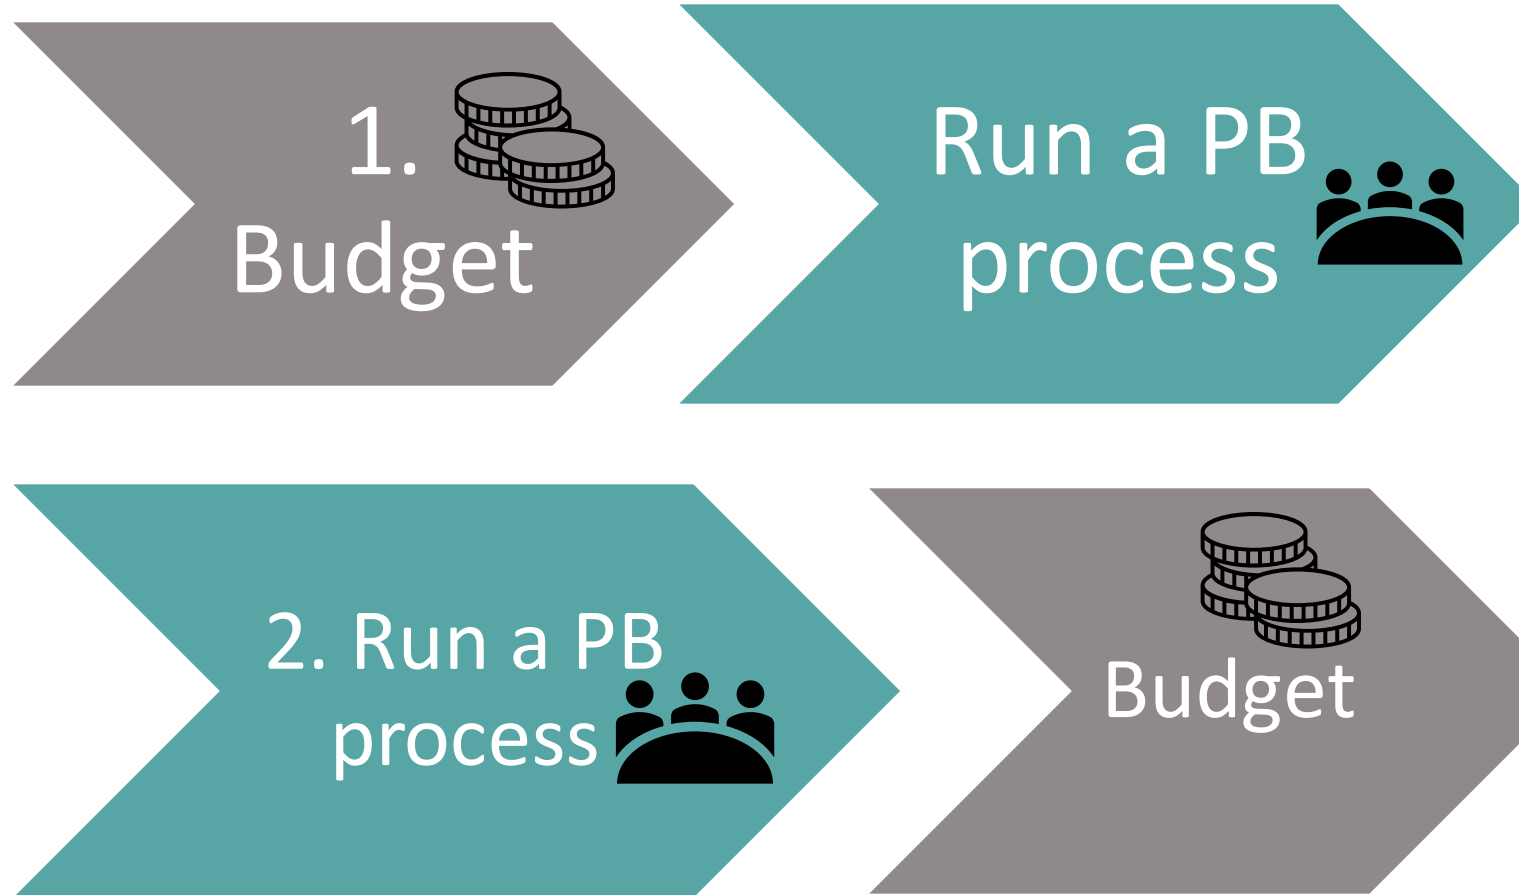 1.
Budget
Run a PB
process
2. Run a PB
process
Budget